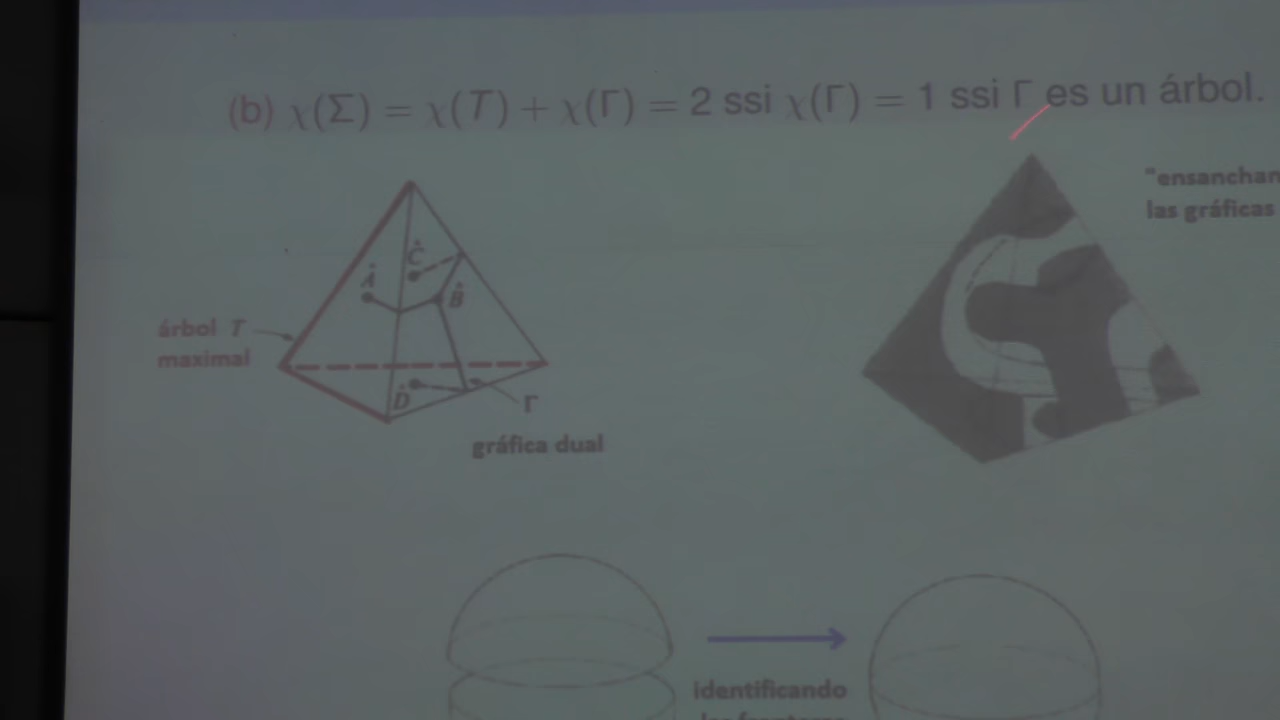 (b) χ(Σ) = χ(T) + χ(Γ) = 2 ssi χ(Γ) = 1 ssi Γ es un árbol.
"ensanchan
las gráficas
Ĉ
Â
B̂
árbol T
maximal
D̂
Γ
gráfica dual
identificando